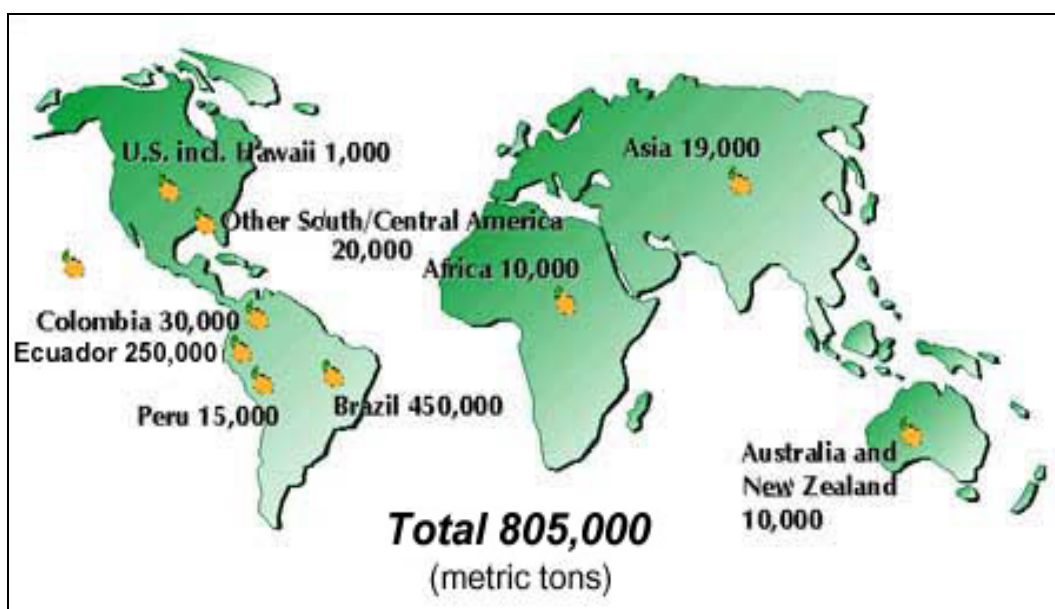 U.S. incl. Hawaii 1,000
Asia 19,000
Other South/Central America
20,000
Africa 10,000
Colombia 30,000
Ecuador 250,000
Peru 15,000
Brazil 450,000
Australia and
New Zealand
10,000
Total 805,000
(metric tons)